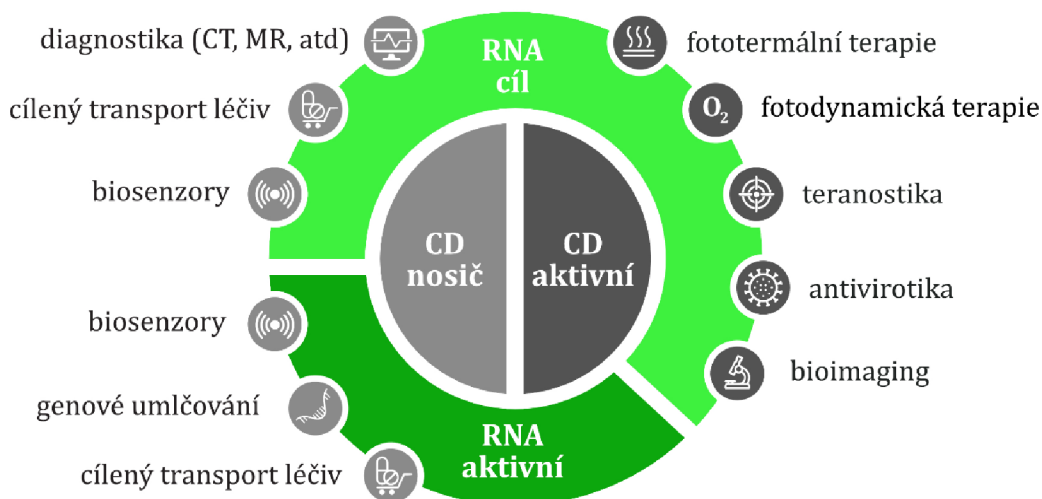 diagnostika (CT, MR, atd)
cílený transport léčiv
biosenzory
biosenzory
genové umlčování
cílený transport léčiv
RNA
cíl
CD
nosič
CD
aktivní
RNA
aktivní
fototermální terapie
O₂
fotodynamická terapie
teranostika
antivirotika
bioimaging